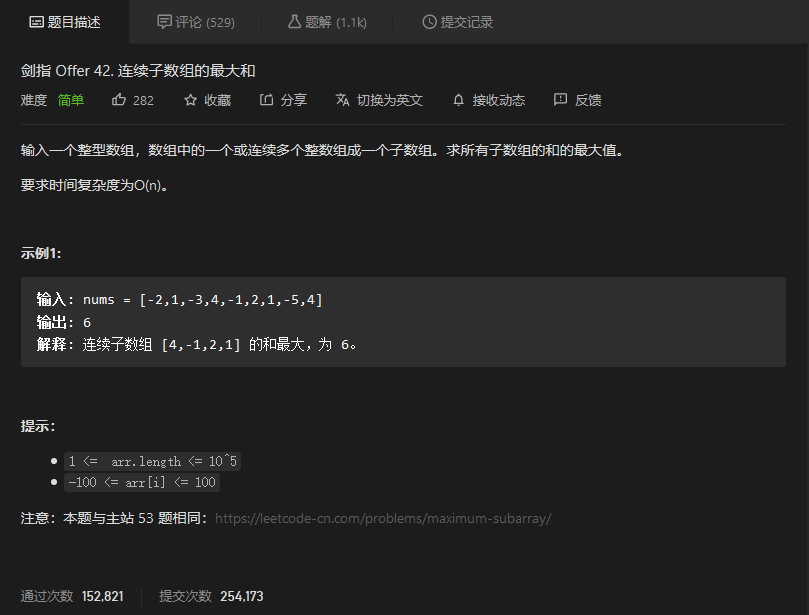 题目描述 评论 (529) 题解 (1.1k) 提交记录
剑指 Offer 42. 连续子数组的最大和
难度 简单 282 收藏 分享 切换为英文 接收动态 反馈
输入一个整型数组，数组中的一个或连续多个整数组成一个子数组。求所有子数组的和的最大值。
要求时间复杂度为O(n)。
示例1:
输入: nums = [-2,1,-3,4,-1,2,1,-5,4]
输出: 6
解释: 连续子数组 [4,-1,2,1] 的和最大，为 6。
提示：
1 <= arr.length <= 10^5
-100 <= arr[i] <= 100
注意：本题与主站 53 题相同：https://leetcode-cn.com/problems/maximum-subarray/
通过次数 152,821 提交次数 254,173